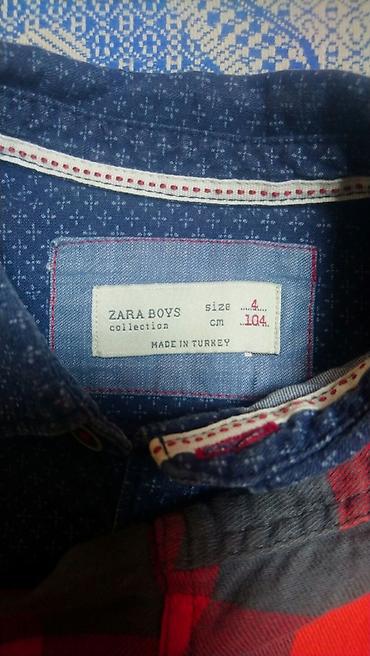 ZARA BOYS size 4
collection cm 104
MADE IN TURKEY